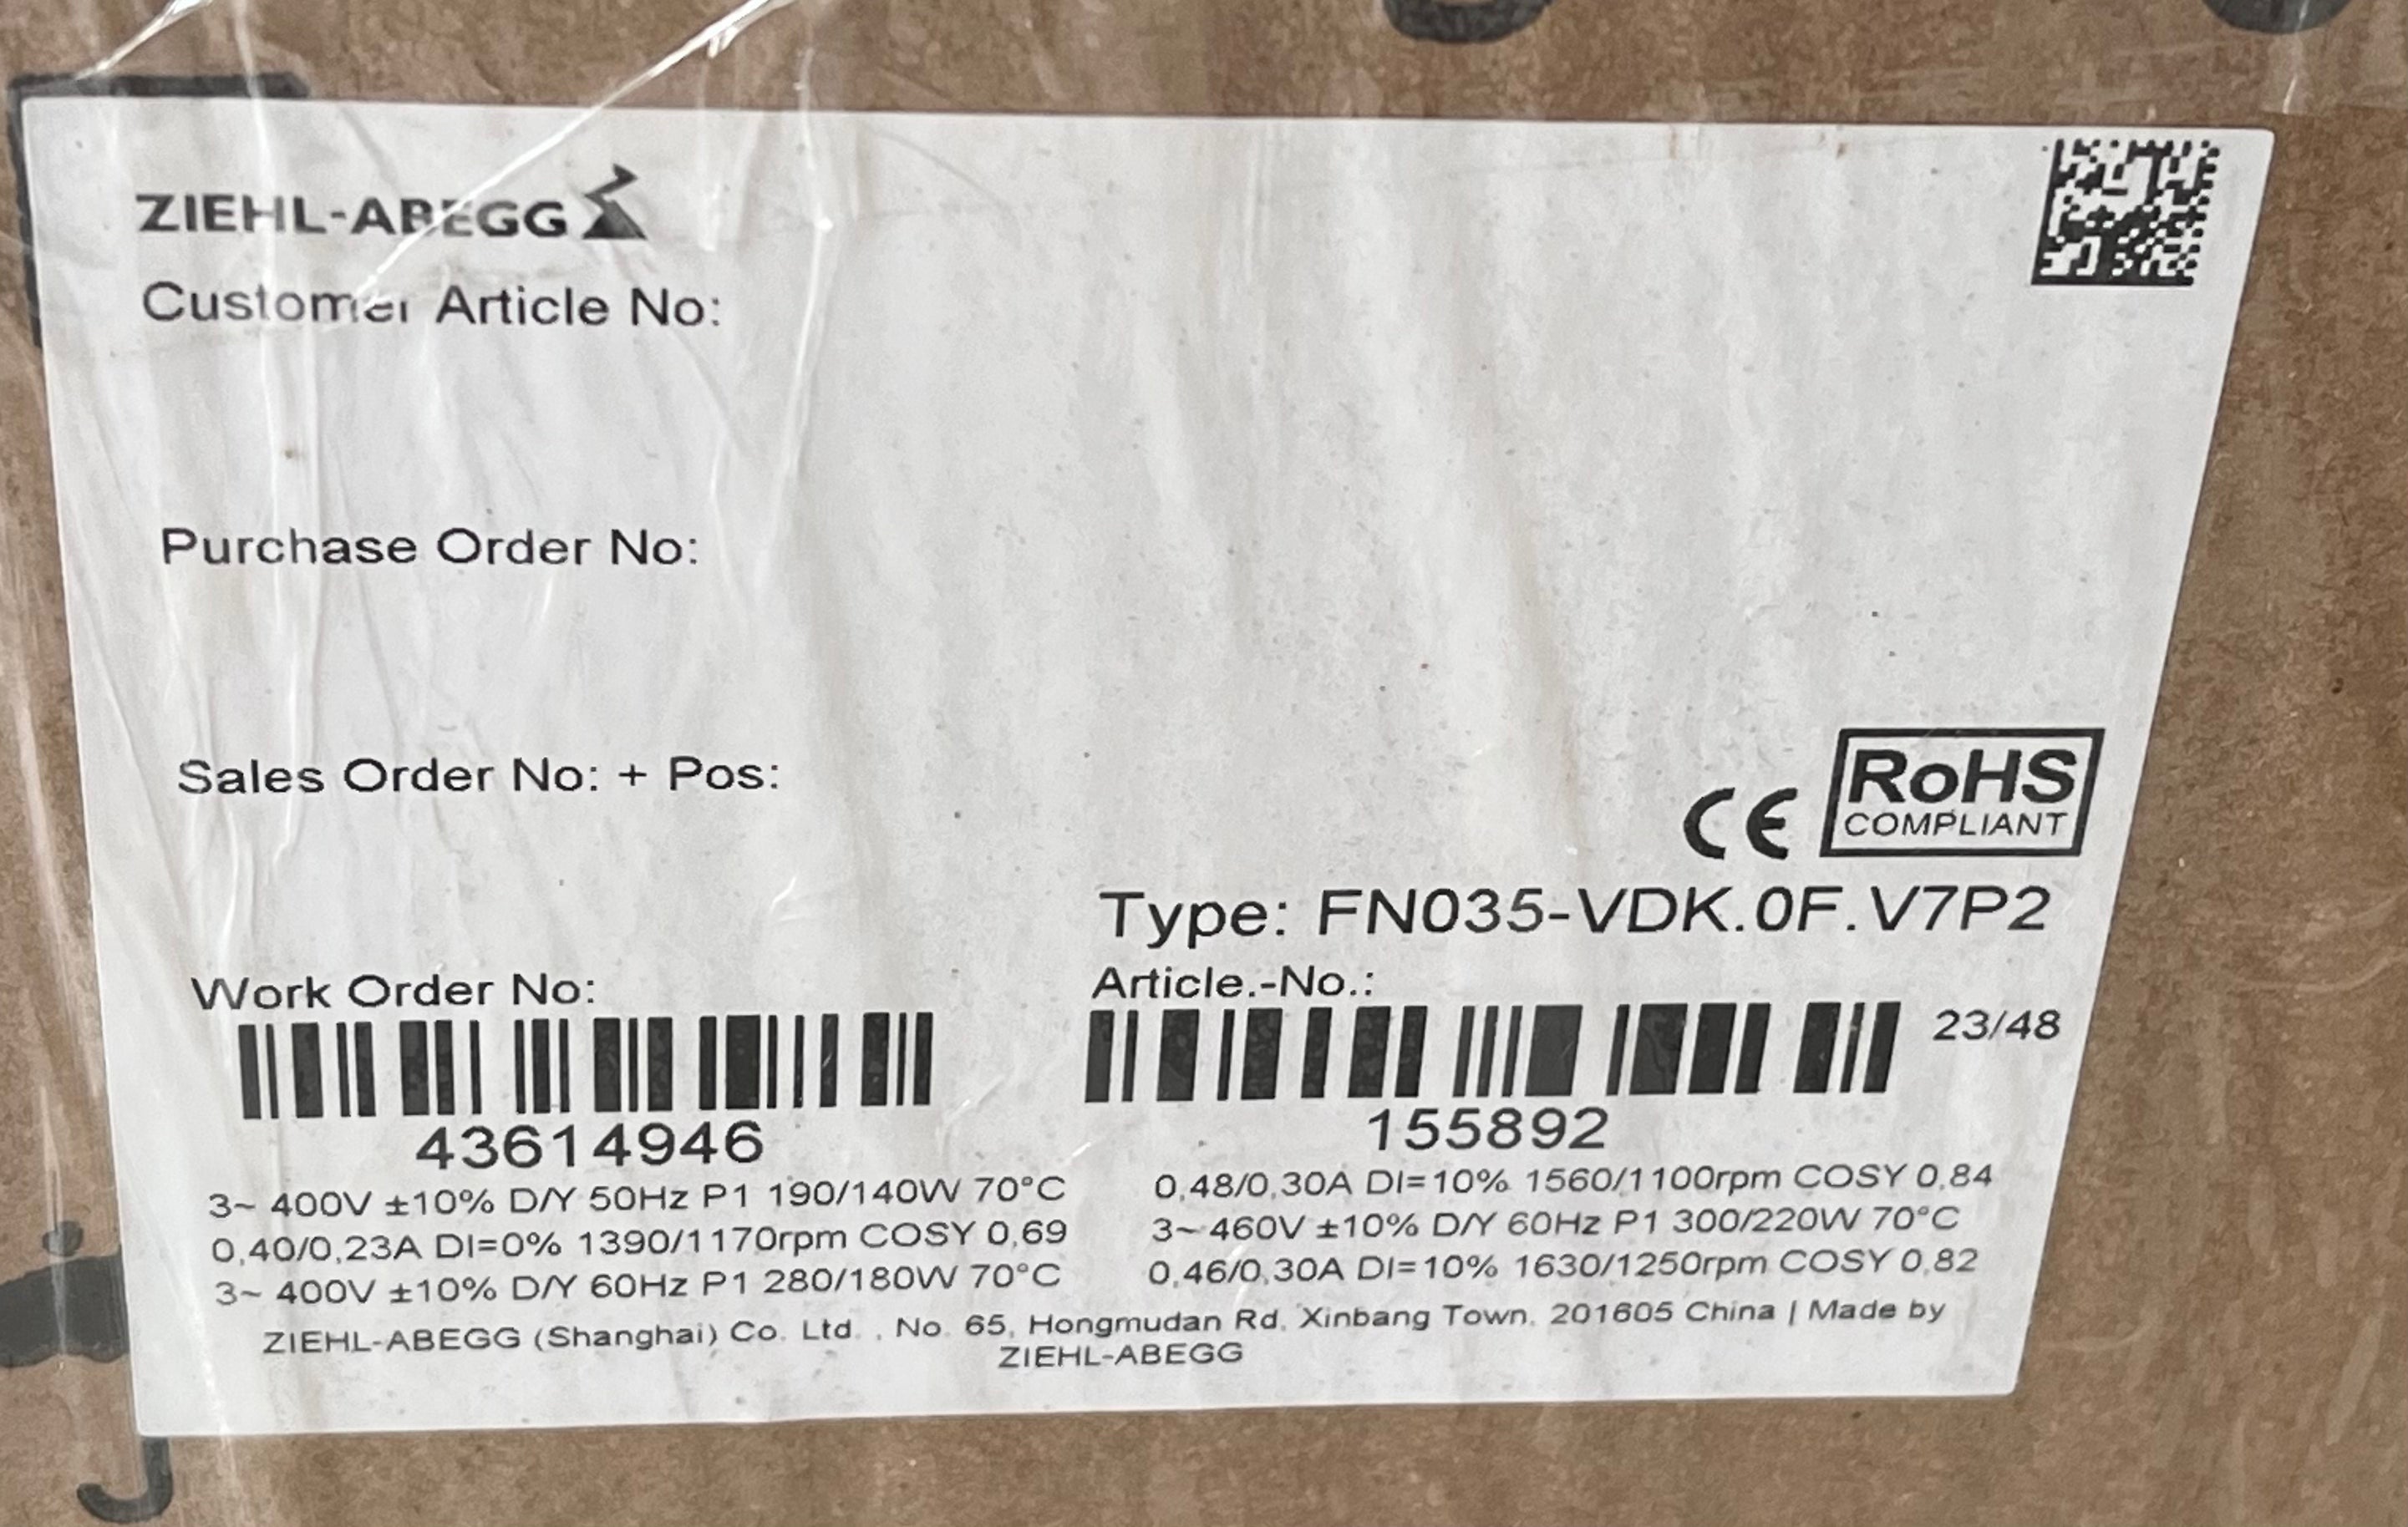 ZIEHL-ABEGG
Customer Article No:
Purchase Order No:
Sales Order No: + Pos:
CE
RoHS
COMPLIANT
Type: FN035-VDK.0F.V7P2
Work Order No:
43614946
Article.-No.:
23/48
155892
3~ 400V ±10% D/Y 50Hz P1 190/140W 70°C
0,40/0,23A DI=0% 1390/1170rpm COSY 0,69
3~ 400V ±10% D/Y 60Hz P1 280/180W 70°C
0,48/0,30A DI=10% 1560/1100rpm COSY 0,84
3~ 460V ±10% D/Y 60Hz P1 300/220W 70°C
0,46/0,30A DI=10% 1630/1250rpm COSY 0,82
ZIEHL-ABEGG (Shanghai) Co. Ltd. , No. 65, Hongmudan Rd, Xinbang Town, 201605 China | Made by
ZIEHL-ABEGG